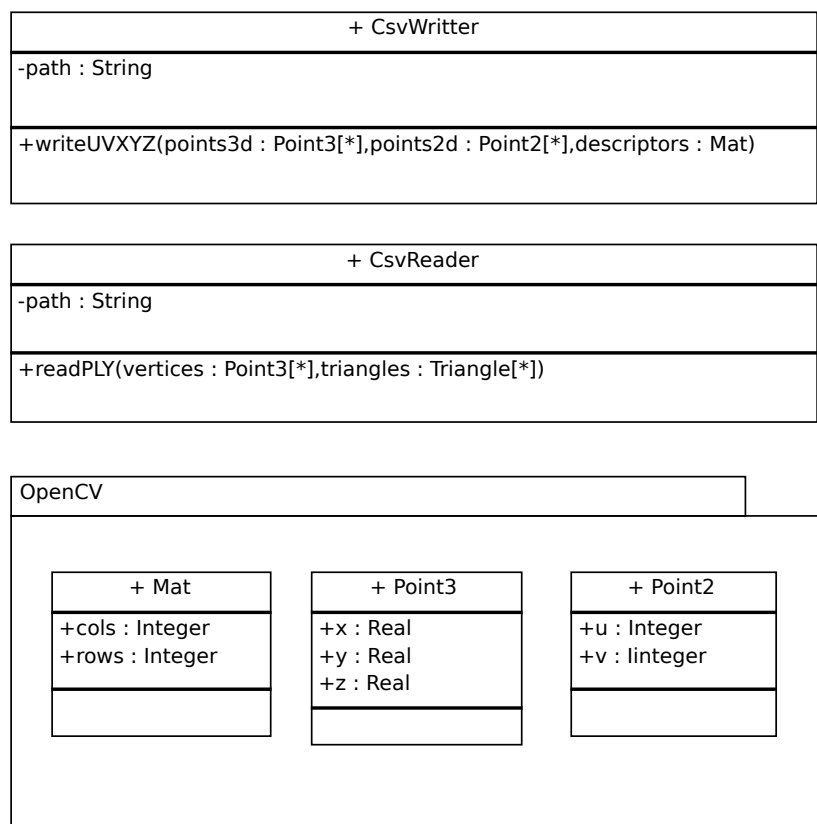 + CsvWritter
-path : String
+writeUVXYZ(points3d : Point3[*],points2d : Point2[*],descriptors : Mat)
+ CsvReader
-path : String
+readPLY(vertices : Point3[*],triangles : Triangle[*])
OpenCV
+ Mat
+cols : Integer
+rows : Integer
+ Point3
+x : Real
+y : Real
+z : Real
+ Point2
+u : Integer
+v : Iinteger